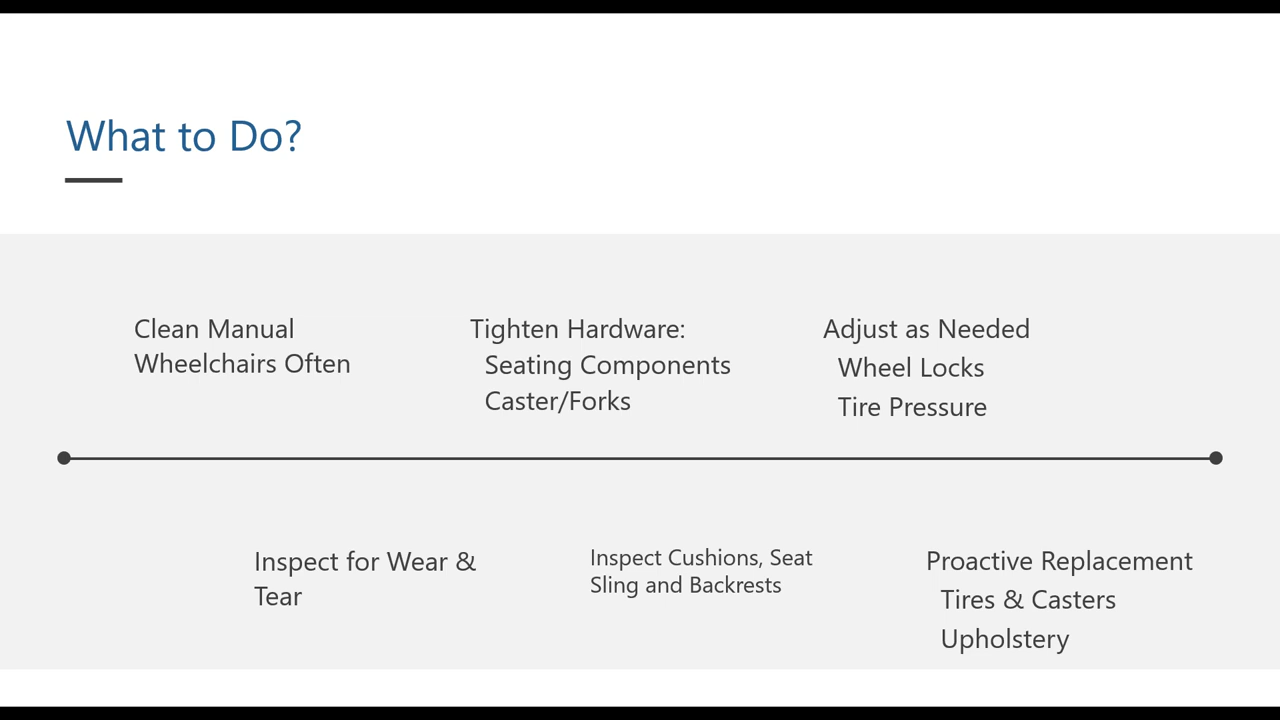 What to Do?
Clean Manual
Wheelchairs Often
Tighten Hardware:
Seating Components
Caster/Forks
Adjust as Needed
Wheel Locks
Tire Pressure
Inspect for Wear &
Tear
Inspect Cushions, Seat
Sling and Backrests
Proactive Replacement
Tires & Casters
Upholstery